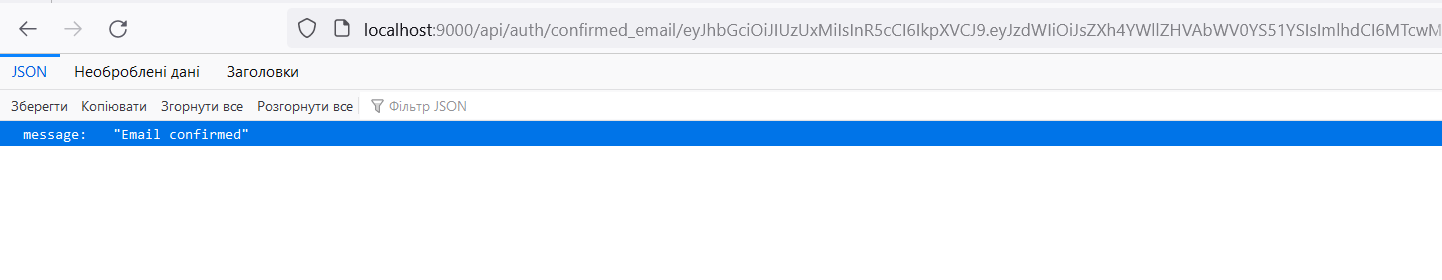 localhost:9000/api/auth/confirmed_email/eyJhbGciOiJIUzUxMiIsInR5cCI6IkpXVCJ9.eyJzdWIiOiJsZXh4YWllZHVAbWV0YS51YSIsImlhdCI6MTcwM
JSON Необроблені дані Заголовки
Зберегти Копіювати Згорнути все Розгорнути все Фільтр JSON
message: "Email confirmed"